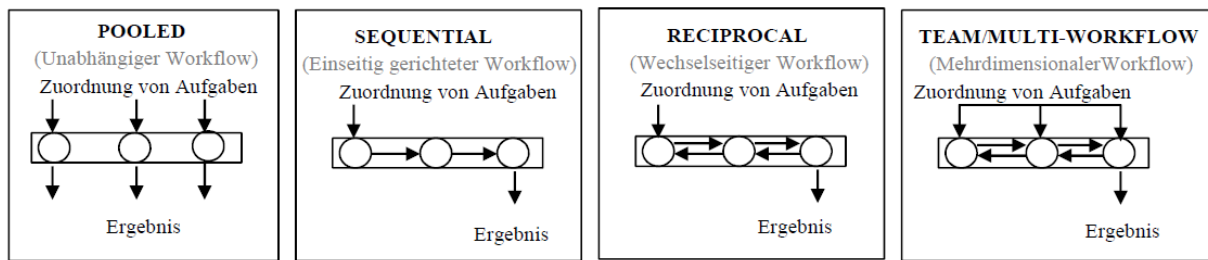 POOLED
(Unabhängiger Workflow)
Zuordnung von Aufgaben
Ergebnis
SEQUENTIAL
(Einseitig gerichteter Workflow)
Zuordnung von Aufgaben
Ergebnis
RECIPROCAL
(Wechselseitiger Workflow)
Zuordnung von Aufgaben
Ergebnis
TEAM/MULTI-WORKFLOW
(MehrdimensionalerWorkflow)
Zuordnung von Aufgaben
Ergebnis